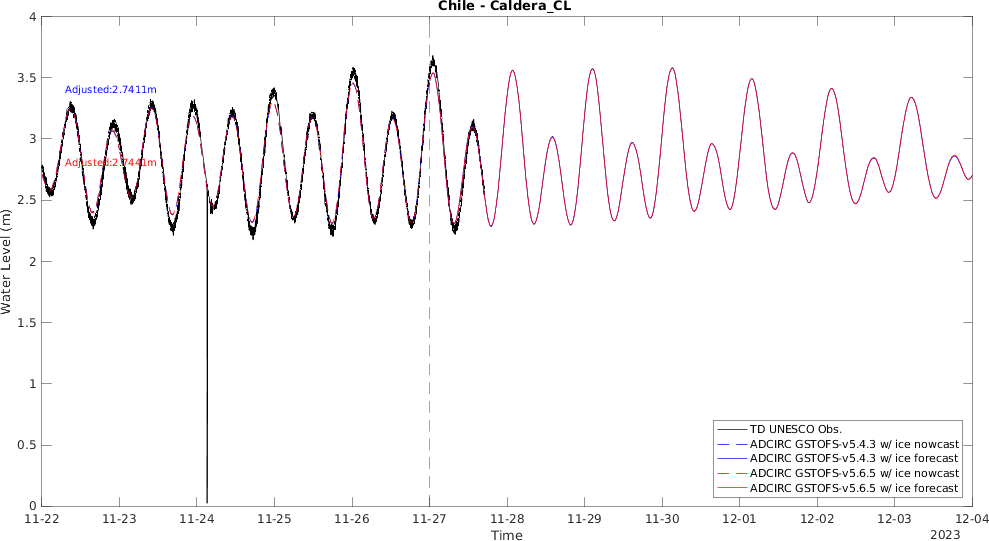 Chile - Caldera_CL
4
3.5
3
2.5
2
1.5
1
0.5
0
Water Level (m)
Adjusted:2.7411m
Adjusted:2.7441m
TD UNESCO Obs.
ADCIRC GSTOFS-v5.4.3 w/ ice nowcast
ADCIRC GSTOFS-v5.4.3 w/ ice forecast
ADCIRC GSTOFS-v5.6.5 w/ ice nowcast
ADCIRC GSTOFS-v5.6.5 w/ ice forecast
11-22 11-23 11-24 11-25 11-26 11-27 11-28 11-29 11-30 12-01 12-02 12-03 12-04
Time
2023